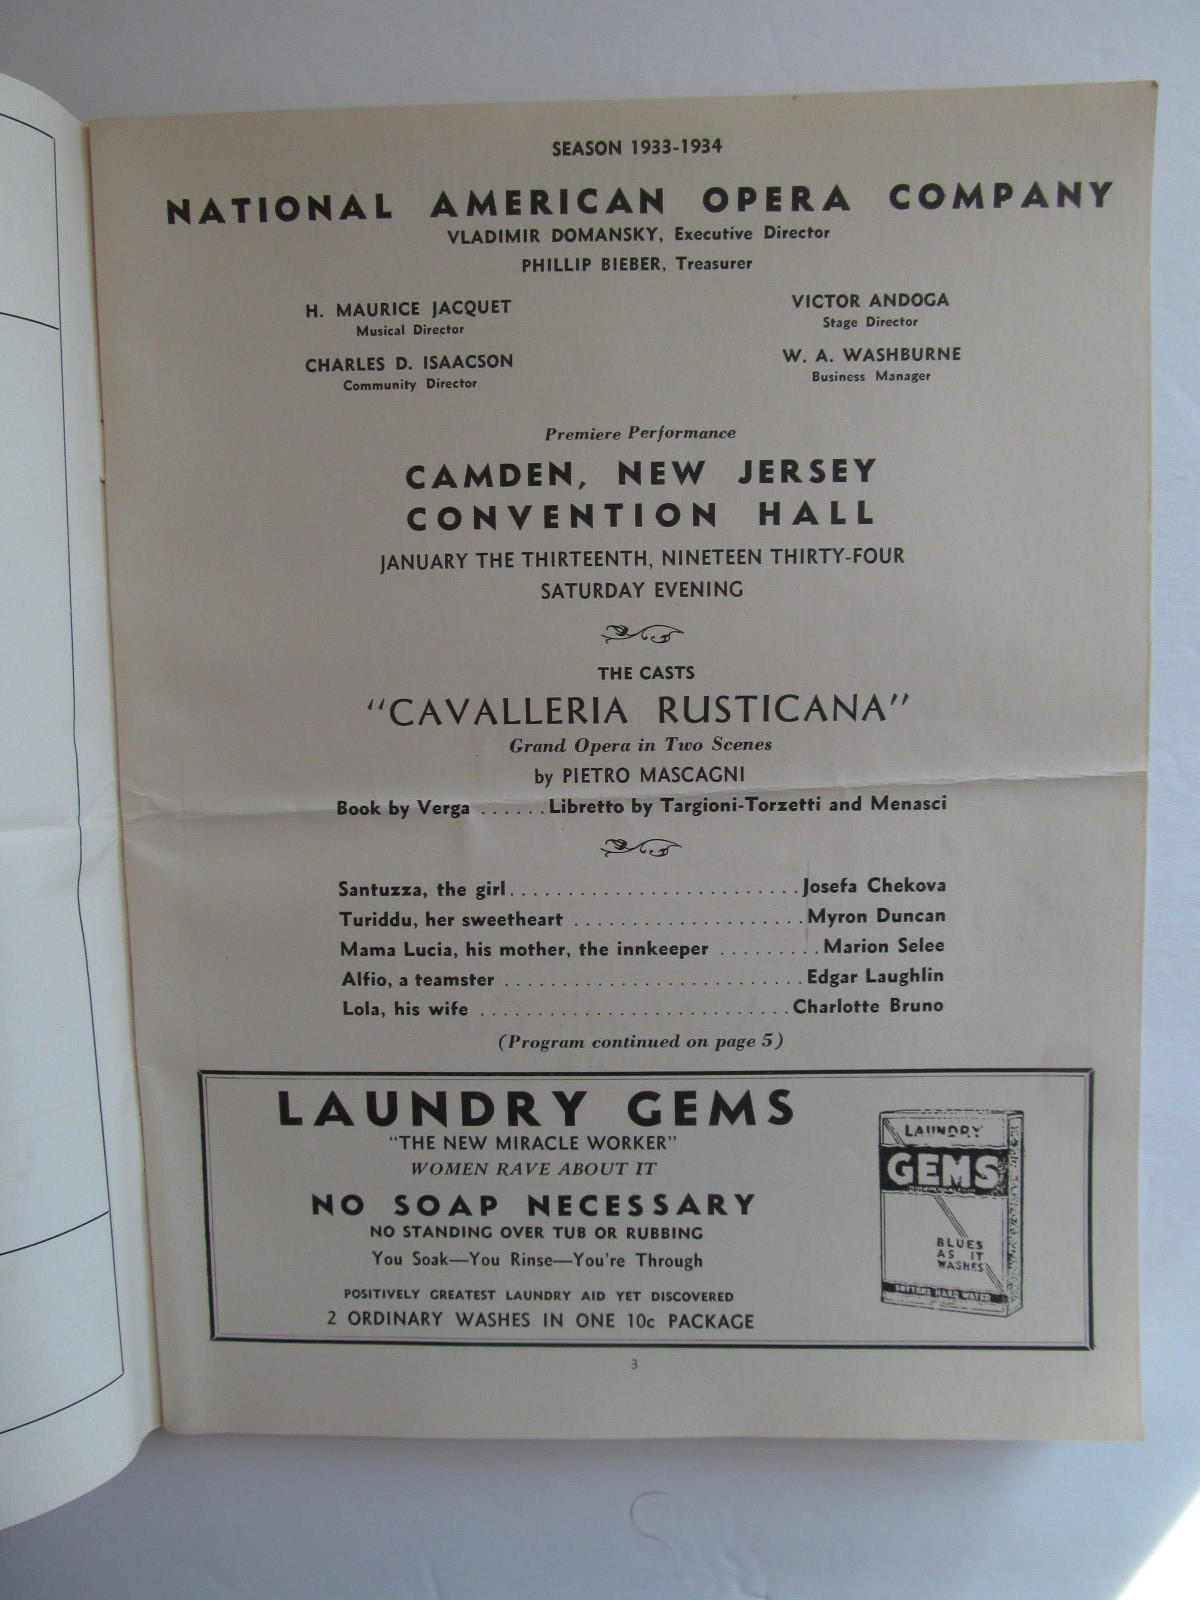 SEASON 1933-1934
NATIONAL AMERICAN OPERA COMPANY
VLADIMIR DOMANSKY, Executive Director
PHILLIP BIEBER, Treasurer
H. MAURICE JACQUET
Musical Director
VICTOR ANDOGA
Stage Director
CHARLES D. ISAACSON
Community Director
W. A. WASHBURNE
Business Manager
Premiere Performance
CAMDEN, NEW JERSEY
CONVENTION HALL
JANUARY THE THIRTEENTH, NINETEEN THIRTY-FOUR
SATURDAY EVENING
THE CASTS
"CAVALLERIA RUSTICANA"
Grand Opera in Two Scenes
by PIETRO MASCAGNI
Book by Verga ...... Libretto by Targioni-Torzetti and Menasci
Santuzza, the girl......................... Josefa Chekova
Turiddu, her sweetheart .................... Myron Duncan
Mama Lucia, his mother, the innkeeper ......... Marion Selee
Alfio, a teamster .......................... Edgar Laughlin
Lola, his wife ........................... Charlotte Bruno
(Program continued on page 5)
LAUNDRY GEMS
"THE NEW MIRACLE WORKER"
WOMEN RAVE ABOUT IT
NO SOAP NECESSARY
NO STANDING OVER TUB OR RUBBING
You Soak—You Rinse—You're Through
POSITIVELY GREATEST LAUNDRY AID YET DISCOVERED
2 ORDINARY WASHES IN ONE 10c PACKAGE
LAUNDRY
GEMS
BLUES
AS IT
WASHES
SOFTENS HARD WATER
3